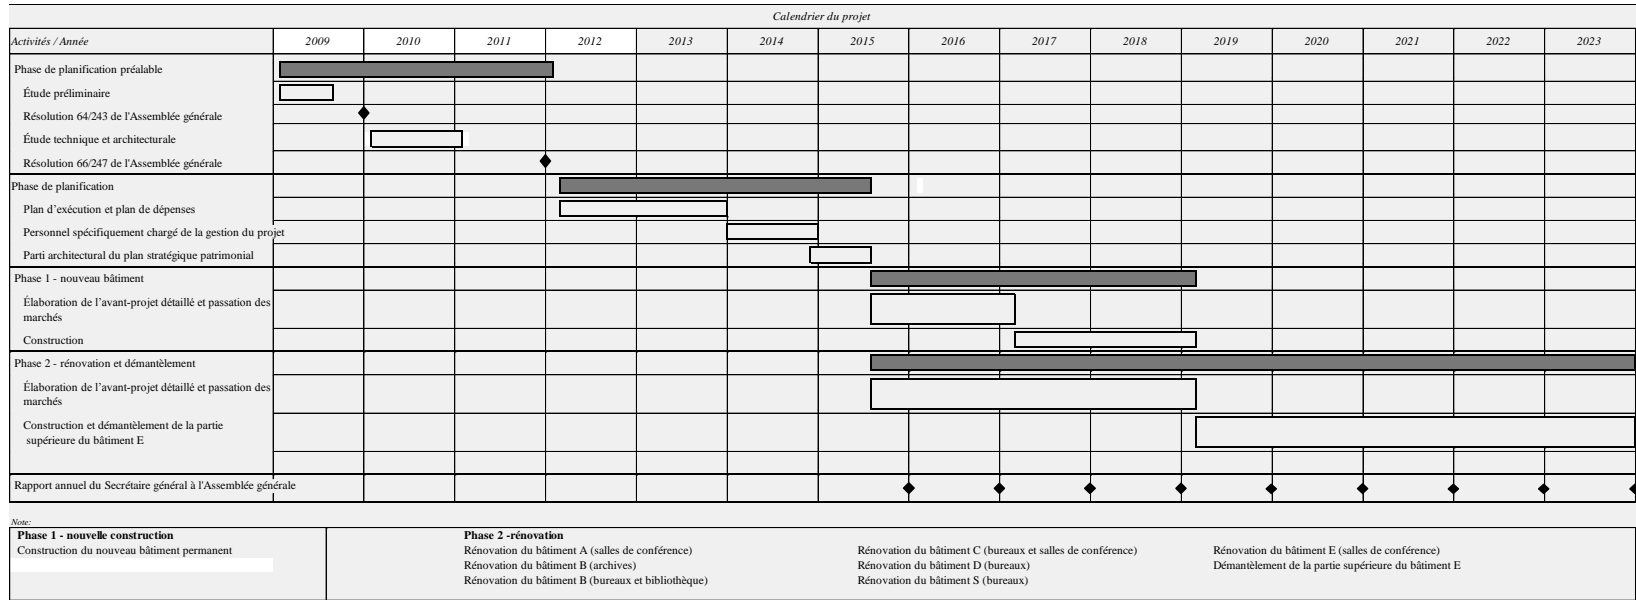 Calendrier du projet
Activités / Année 2009 2010 2011 2012 2013 2014 2015 2016 2017 2018 2019 2020 2021 2022 2023
Phase de planification préalable
Étude préliminaire
Résolution 64/243 de l'Assemblée générale
Étude technique et architecturale
Résolution 66/247 de l'Assemblée générale
Phase de planification
Plan d’exécution et plan de dépenses
Personnel spécifiquement chargé de la gestion du projet
Parti architectural du plan stratégique patrimonial
Phase 1 - nouveau bâtiment
Élaboration de l’avant-projet détaillé et passation des
marchés
Construction
Phase 2 - rénovation et démantèlement
Élaboration de l’avant-projet détaillé et passation des
marchés
Construction et démantèlement de la partie
supérieure du bâtiment E
Rapport annuel du Secrétaire général à l'Assemblée générale
Note:
Phase 1 - nouvelle construction
Construction du nouveau bâtiment permanent
Phase 2 -rénovation
Rénovation du bâtiment A (salles de conférence)
Rénovation du bâtiment B (archives)
Rénovation du bâtiment B (bureaux et bibliothèque)
Rénovation du bâtiment C (bureaux et salles de conférence)
Rénovation du bâtiment D (bureaux)
Rénovation du bâtiment S (bureaux)
Rénovation du bâtiment E (salles de conférence)
Démantèlement de la partie supérieure du bâtiment E